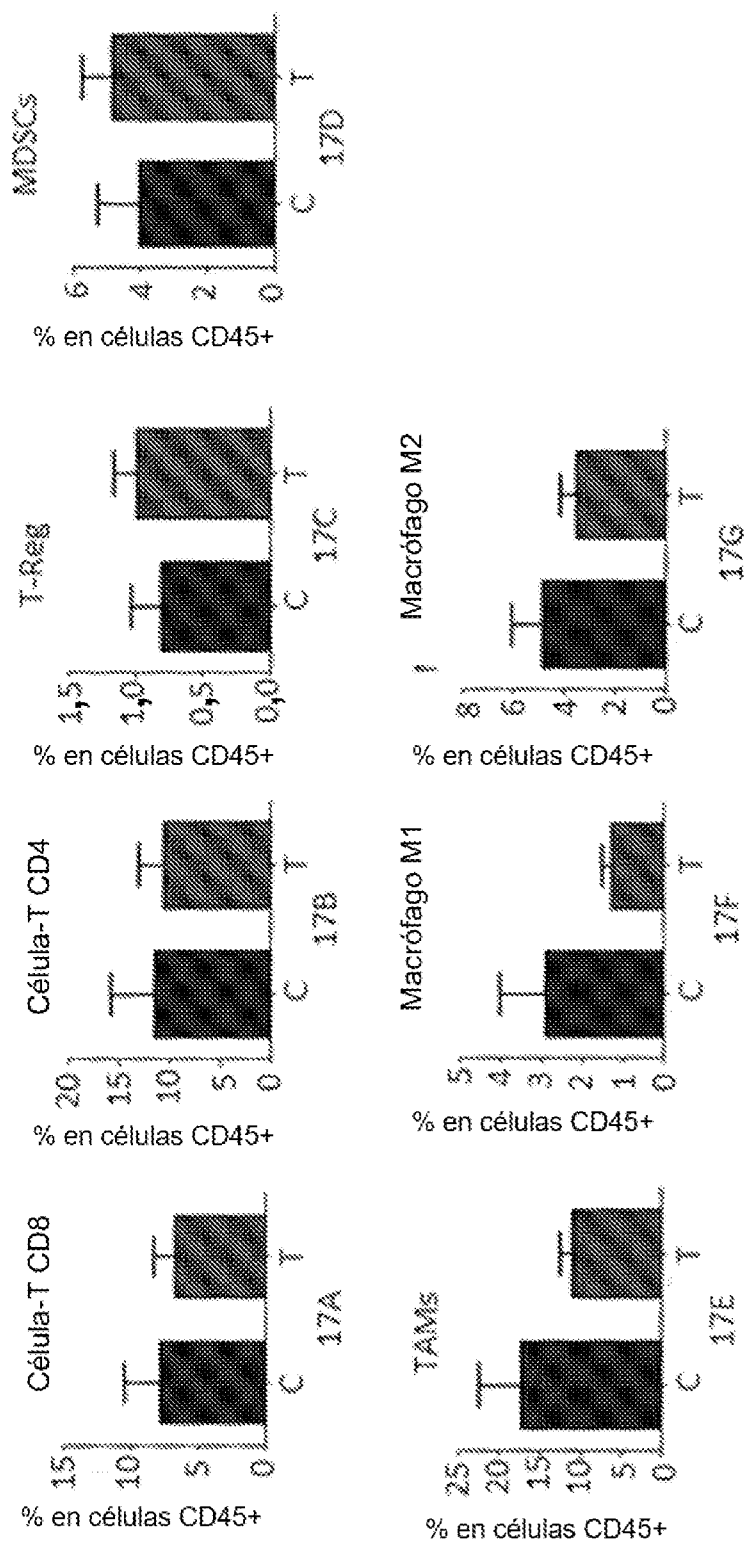 Célula-T CD8
% en células CD45+
15
10
5
0
C
T
17A
Célula-T CD4
% en células CD45+
20
15
10
5
0
C
T
17B
T-Reg
% en células CD45+
1,5
1,0
0,5
0,0
C
T
17C
MDSCs
% en células CD45+
6
4
2
0
C
T
17D
TAMs
% en células CD45+
25
20
15
10
5
0
C
T
17E
Macrófago M1
% en células CD45+
5
4
3
2
1
0
C
T
17F
Macrófago M2
% en células CD45+
8
6
4
2
0
C
T
17G